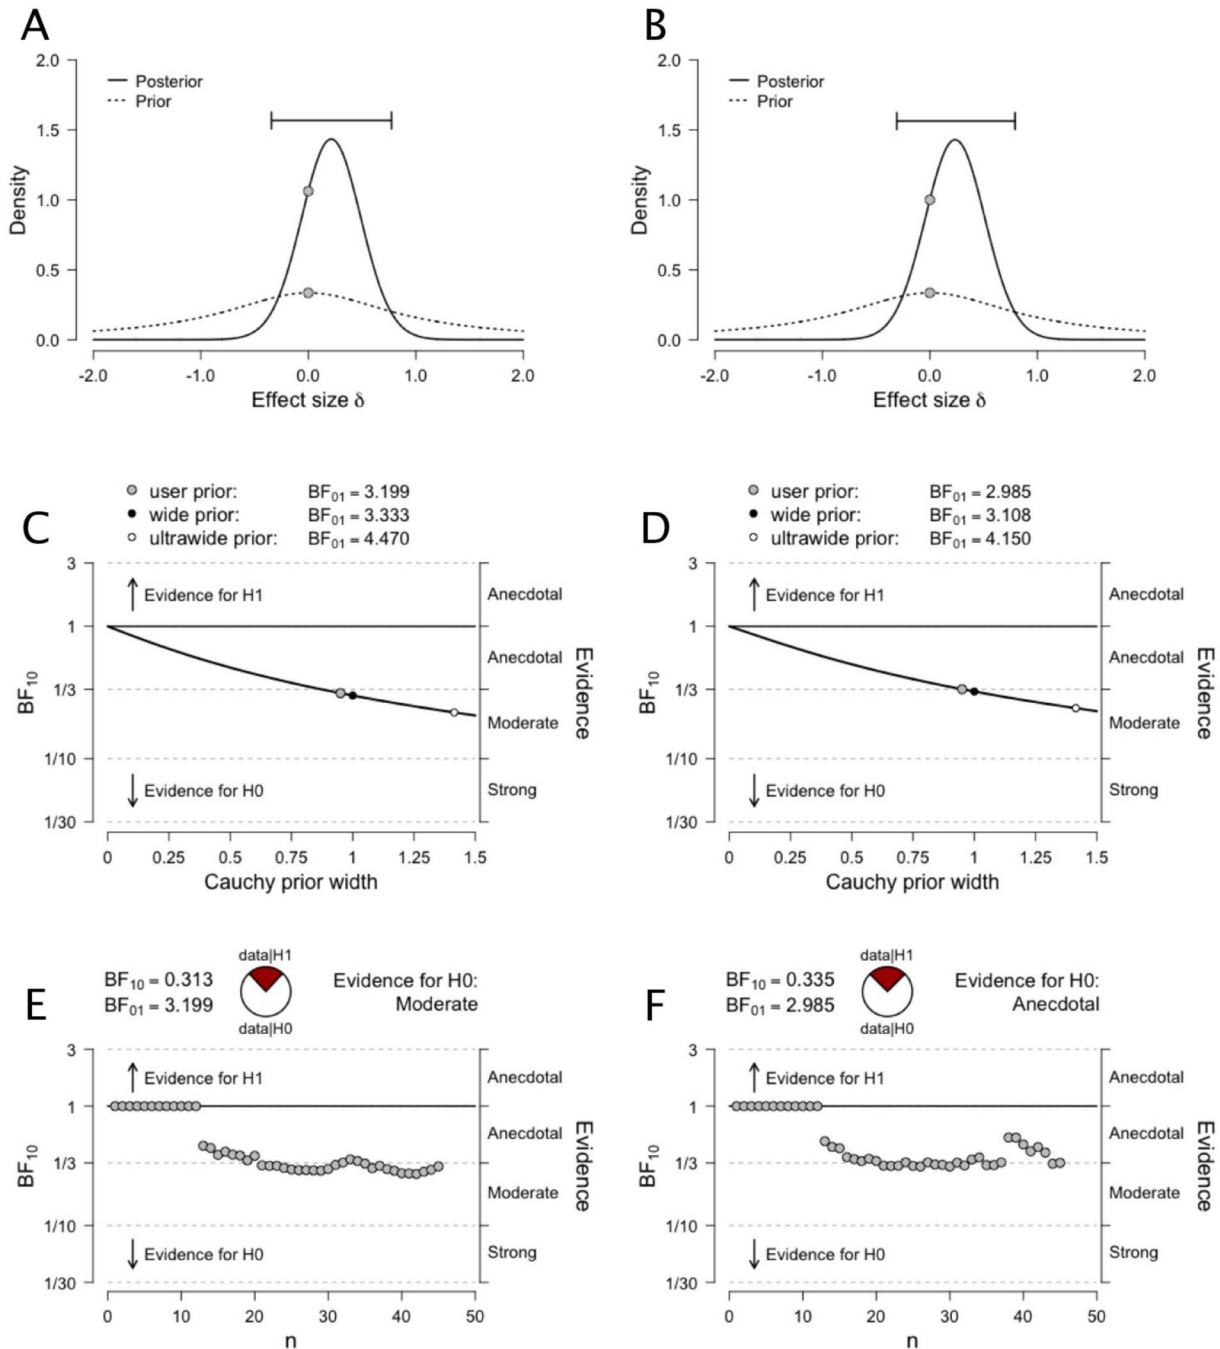 A
2.0
1.5
1.0
0.5
0.0
Density
Posterior
Prior
-2.0 -1.0 0.0 1.0 2.0
Effect size δ
B
2.0
1.5
1.0
0.5
0.0
Density
Posterior
Prior
-2.0 -1.0 0.0 1.0 2.0
Effect size δ
C
user prior: BF01 = 3.199
wide prior: BF01 = 3.333
ultrawide prior: BF01 = 4.470
3
1
1/3
1/10
1/30
BF10
Evidence for H1
Evidence for H0
Anecdotal
Anecdotal
Moderate
Strong
Evidence
0 0.25 0.5 0.75 1 1.25 1.5
Cauchy prior width
D
user prior: BF01 = 2.985
wide prior: BF01 = 3.108
ultrawide prior: BF01 = 4.150
3
1
1/3
1/10
1/30
BF10
Evidence for H1
Evidence for H0
Anecdotal
Anecdotal
Moderate
Strong
Evidence
0 0.25 0.5 0.75 1 1.25 1.5
Cauchy prior width
E
BF10 = 0.313
BF01 = 3.199
data|H1
data|H0
Evidence for H0:
Moderate
3
1
1/3
1/10
1/30
BF10
Evidence for H1
Evidence for H0
Anecdotal
Anecdotal
Moderate
Strong
Evidence
0 10 20 30 40 50
n
F
BF10 = 0.335
BF01 = 2.985
data|H1
data|H0
Evidence for H0:
Anecdotal
3
1
1/3
1/10
1/30
BF10
Evidence for H1
Evidence for H0
Anecdotal
Anecdotal
Moderate
Strong
Evidence
0 10 20 30 40 50
n